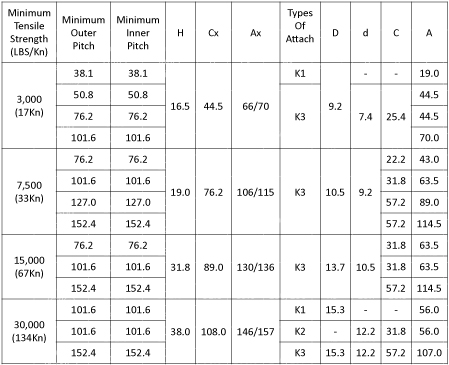 Minimum Tensile Strength (LBS/Kn) Minimum Outer Pitch Minimum Inner Pitch H Cx Ax Types Of Attach D d C A
3,000 (17Kn) 38.1 38.1 16.5 44.5 66/70 K1 9.2 - - 19.0
50.8 50.8 K3 7.4 25.4 44.5
76.2 76.2 44.5
101.6 101.6 70.0
7,500 (33Kn) 76.2 76.2 19.0 76.2 106/115 K3 10.5 9.2 22.2 43.0
101.6 101.6 31.8 63.5
127.0 127.0 57.2 89.0
152.4 152.4 57.2 114.5
15,000 (67Kn) 76.2 76.2 31.8 89.0 130/136 K3 13.7 10.5 31.8 63.5
101.6 101.6 31.8 63.5
152.4 152.4 57.2 114.5
30,000 (134Kn) 101.6 101.6 38.0 108.0 146/157 K1 15.3 - - 56.0
101.6 101.6 K2 - 12.2 31.8 56.0
152.4 152.4 K3 15.3 12.2 57.2 107.0